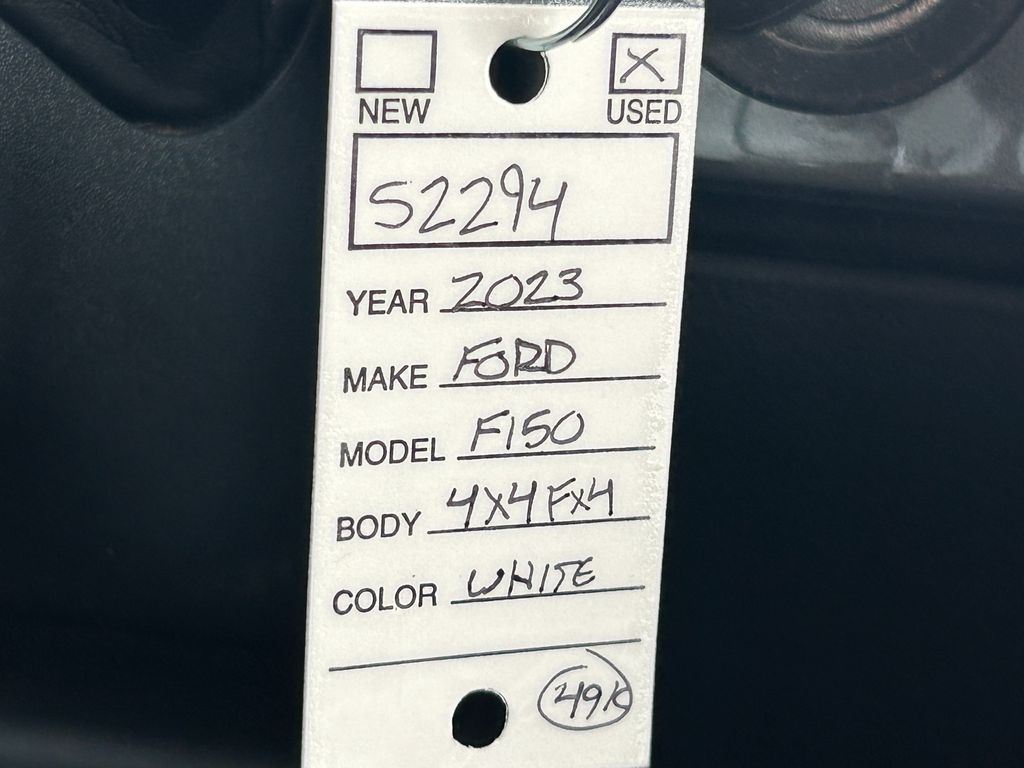 X
NEW USED
S2294
YEAR 2023
MAKE FORD
MODEL F150
BODY 4X4 FX4
COLOR WHITE
49K